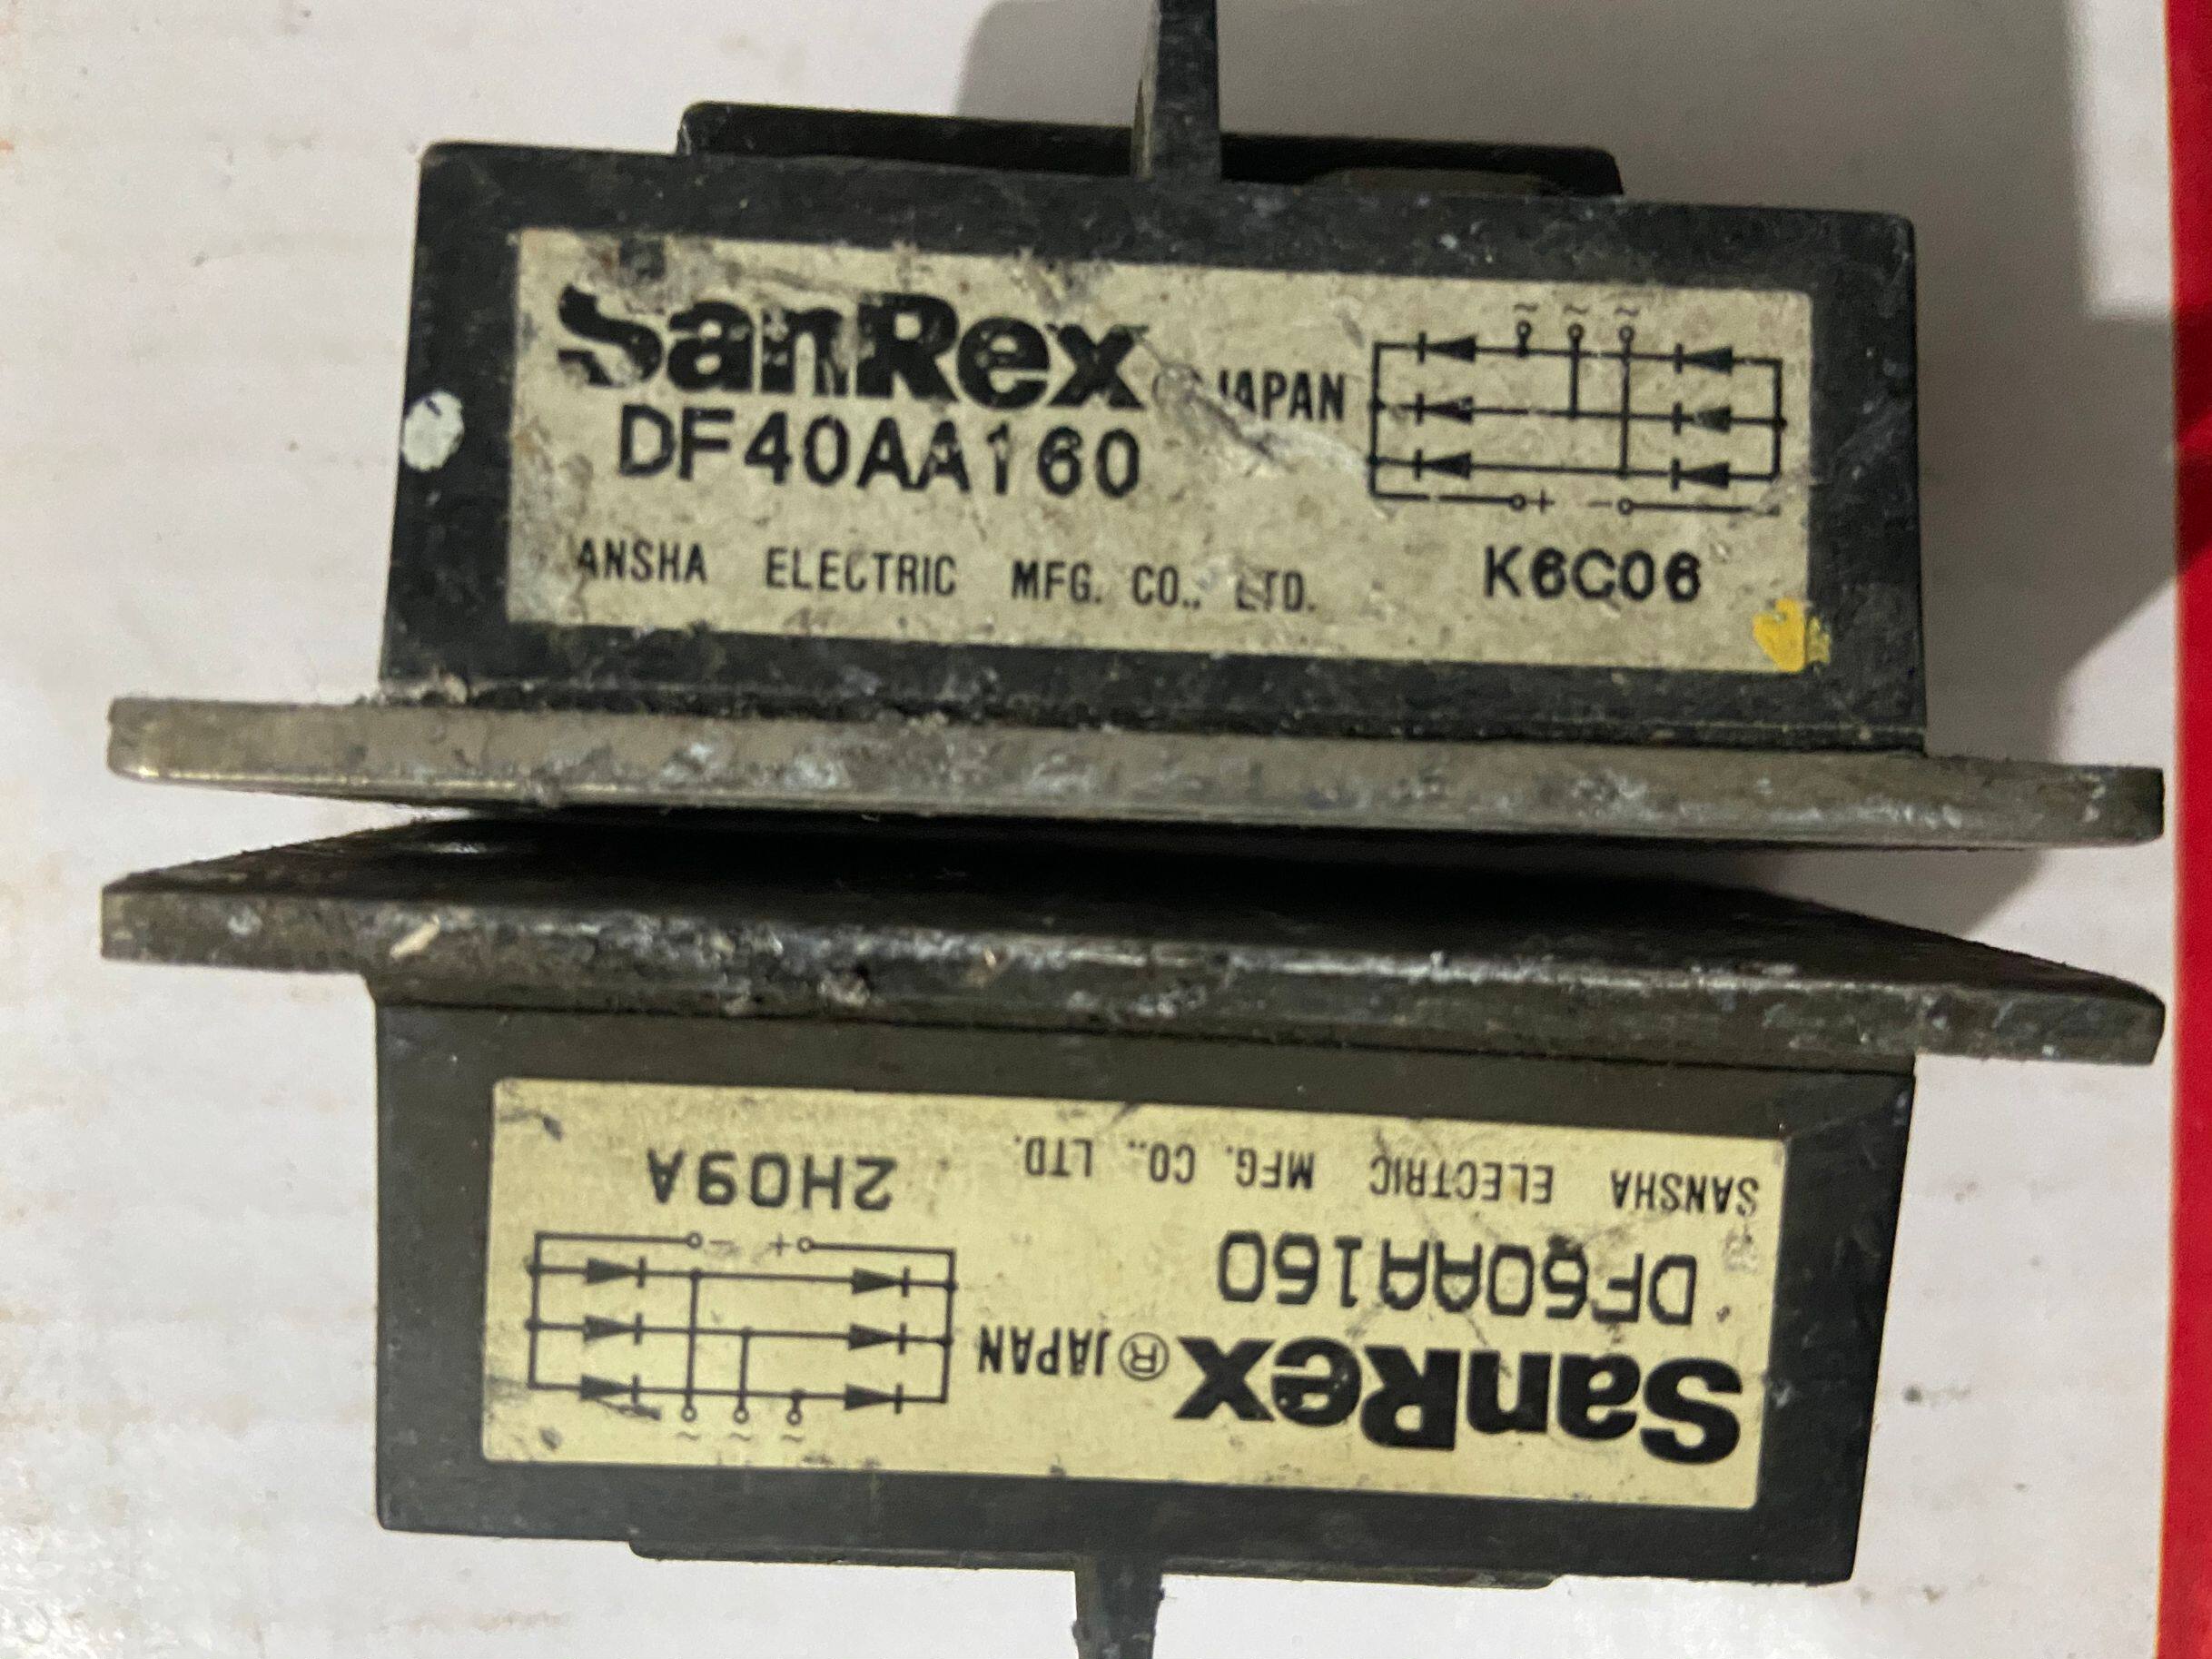 SanRex JAPAN
~ ~ ~
DF40AA160
+ −
ANSHA ELECTRIC MFG. CO., LTD. K6C06
SanRex® JAPAN
~ ~ ~
DF60AA160
+ −
SANSHA ELECTRIC MFG. CO., LTD. 2H09A